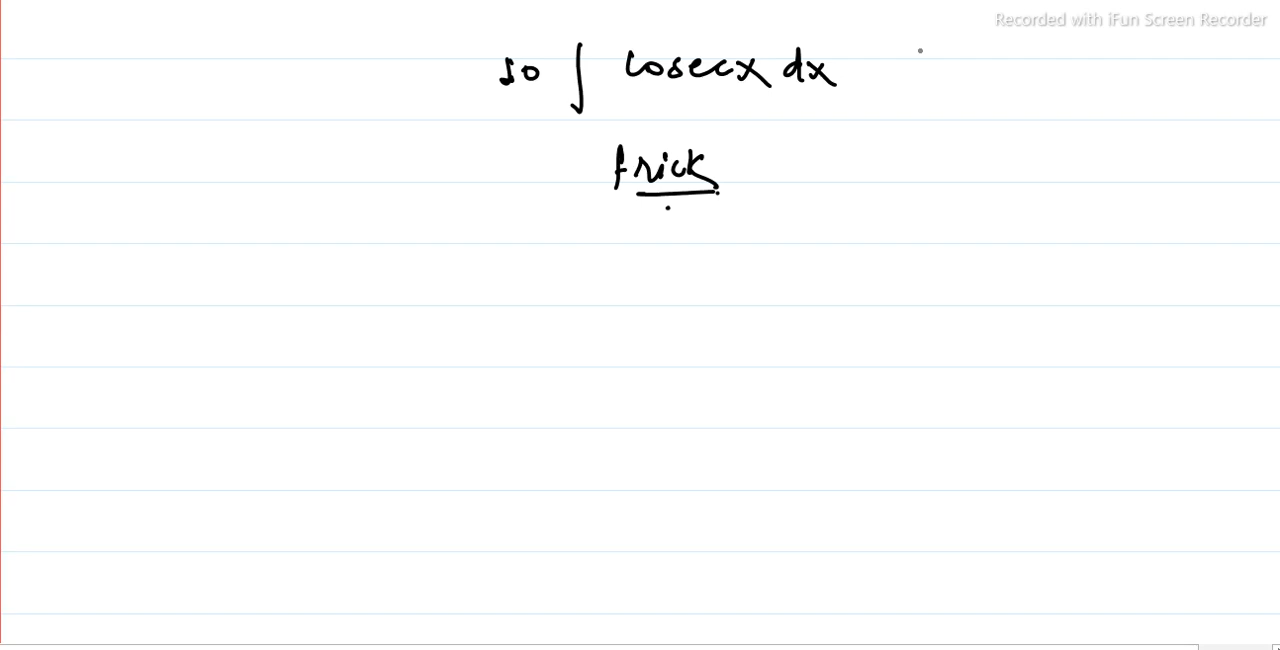 Recorded with iFun Screen Recorder
so ∫ cosecx dx
trick